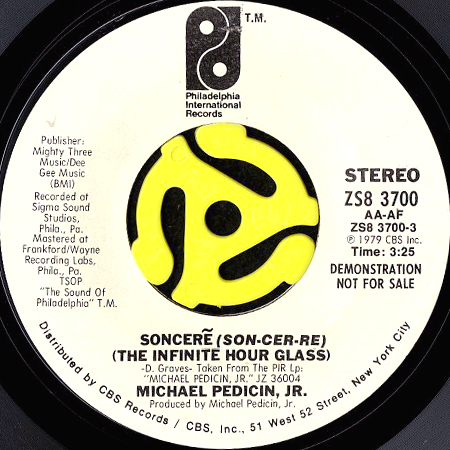 T.M.
Philadelphia
International
Records
Publisher:
Mighty Three
Music/Dee
Gee Music
(BMI)
Recorded at
Sigma Sound
Studios,
Phila., Pa.
Mastered at
Frankford/Wayne
Recording Labs,
Phila., Pa.
TSOP
"The Sound Of
Philadelphia" T.M.
STEREO
ZS8 3700
AA-AF
ZS8 3700-3
℗ 1979 CBS Inc.
Time: 3:25
DEMONSTRATION
NOT FOR SALE
SONCERẼ (SON-CER-RE)
(THE INFINITE HOUR GLASS)
-D. Graves- Taken From The PIR Lp:
"MICHAEL PEDICIN, JR." JZ 36004
MICHAEL PEDICIN, JR.
Produced by Michael Pedicin, Jr.
Distributed by CBS Records / CBS, Inc., 51 West 52 Street, New York City